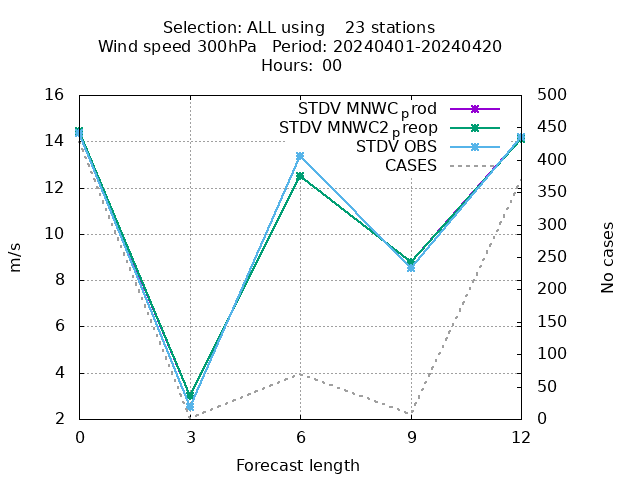 Selection: ALL using    23 stations
Wind speed 300hPa   Period: 20240401-20240420
Hours: 00
16 500
STDV MNWCprod
450
14 STDV MNWC2preop
STDV OBS
400
CASES
12 350
300
10
250
8 200
150
6
100
4
50
2 0
m/s
No cases
0 3 6 9 12
Forecast length